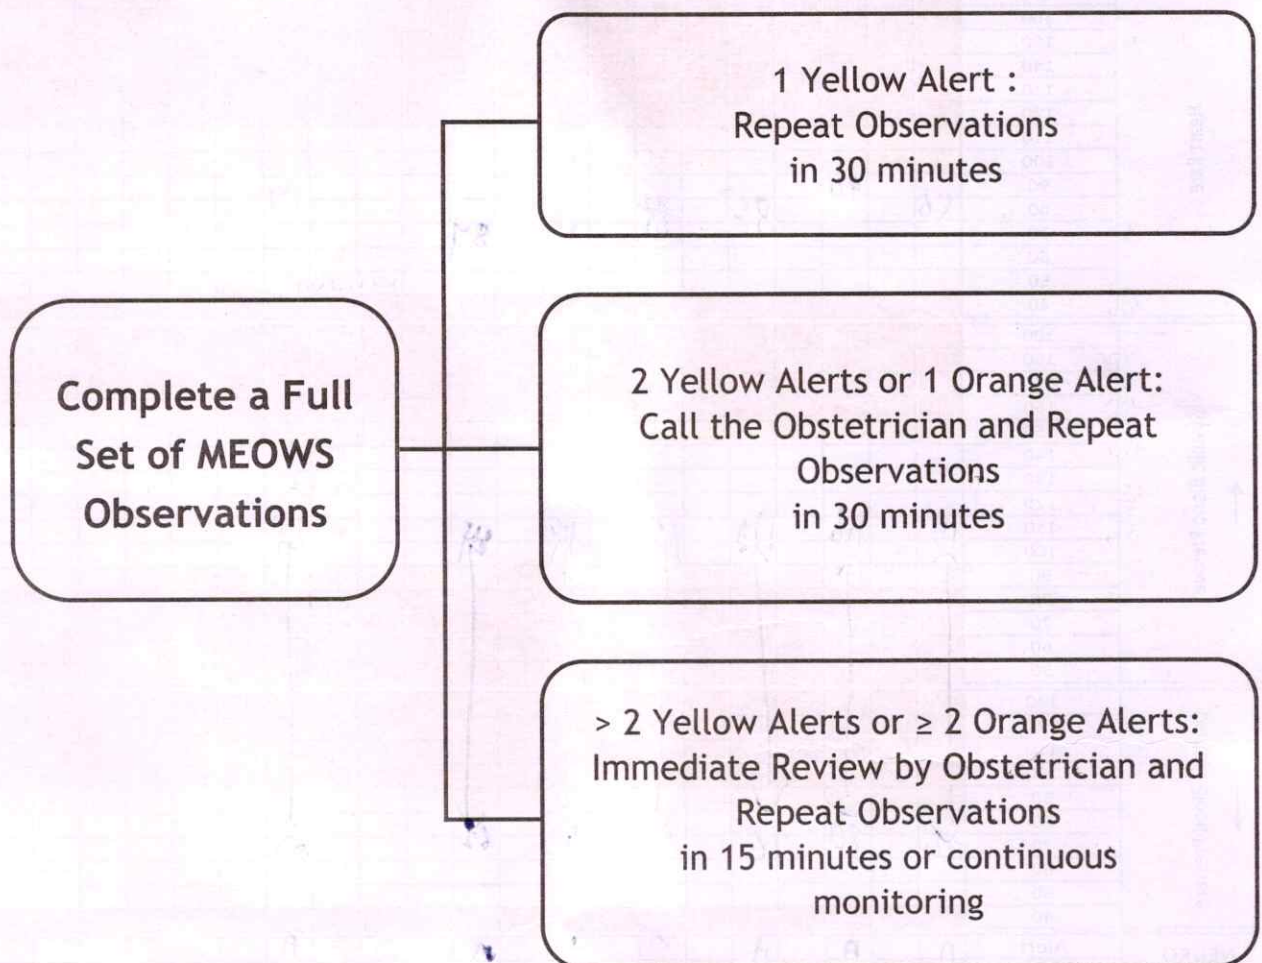 Complete a Full
Set of MEOWS
Observations
1 Yellow Alert :
Repeat Observations
in 30 minutes
2 Yellow Alerts or 1 Orange Alert:
Call the Obstetrician and Repeat
Observations
in 30 minutes
> 2 Yellow Alerts or ≥ 2 Orange Alerts:
Immediate Review by Obstetrician and
Repeat Observations
in 15 minutes or continuous
monitoring